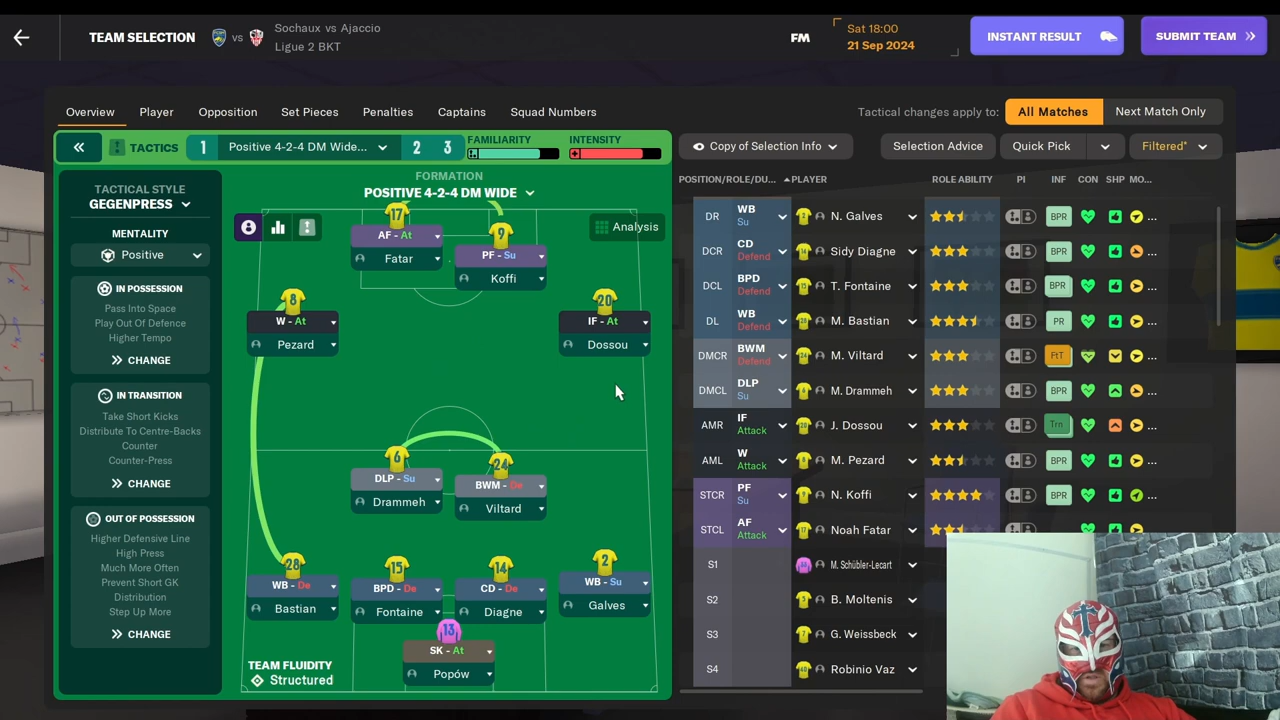 TEAM SELECTION
vs
Sochaux vs Ajaccio
Ligue 2 BKT
FM
Sat 18:00
21 Sep 2024
INSTANT RESULT
SUBMIT TEAM
Overview
Player
Opposition
Set Pieces
Penalties
Captains
Squad Numbers
Tactical changes apply to:
All Matches
Next Match Only
TACTICS
1
Positive 4-2-4 DM Wide...
2
3
FAMILIARITY
INTENSITY
Copy of Selection Info
Selection Advice
Quick Pick
Filtered*
TACTICAL STYLE
GEGENPRESS
MENTALITY
Positive
IN POSSESSION
Pass Into Space
Play Out Of Defence
Higher Tempo
CHANGE
IN TRANSITION
Take Short Kicks
Distribute To Centre-Backs
Counter
Counter-Press
CHANGE
OUT OF POSSESSION
Higher Defensive Line
High Press
Much More Often
Prevent Short GK
Distribution
Step Up More
CHANGE
FORMATION
POSITIVE 4-2-4 DM WIDE
Analysis
17
AF - At
Fatar
9
PF - Su
Koffi
8
W - At
Pezard
20
IF - At
Dossou
6
DLP - Su
Drammeh
24
BWM - De
Viltard
28
WB - De
Bastian
15
BPD - De
Fontaine
14
CD - De
Diagne
2
WB - Su
Galves
13
SK - At
Popów
TEAM FLUIDITY
Structured
POSITION/ROLE/DU... PLAYER ROLE ABILITY PI INF CON SHP MO...
DR WB Su N. Galves BPR ...
DCR CD Defend Sidy Diagne BPR ...
DCL BPD Defend T. Fontaine BPR ...
DL WB Defend M. Bastian PR ...
DMCR BWM Defend M. Viltard FtT ...
DMCL DLP Su M. Drammeh BPR ...
AMR IF Attack J. Dossou Trn ...
AML W Attack M. Pezard BPR ...
STCR PF Su N. Koffi BPR ...
STCL AF Attack Noah Fatar ...
S1 M. Schübler-Lecart
S2 B. Moltenis
S3 G. Weissbeck
S4 Robinio Vaz